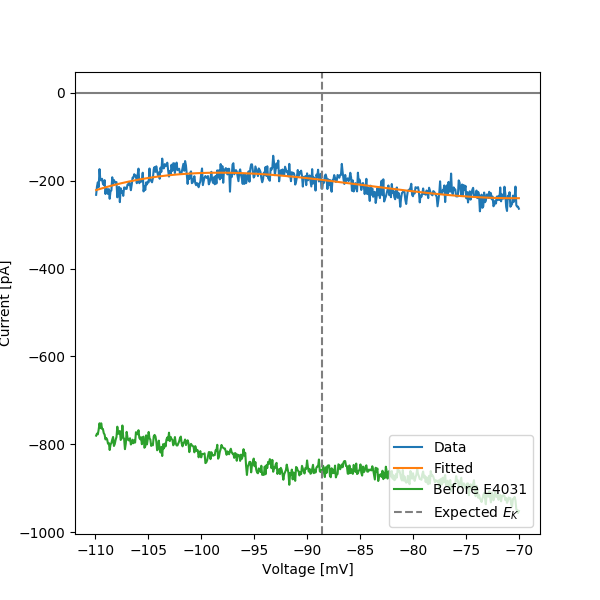 0
−200
−400
−600
−800
−1000
Current [pA]
Data
Fitted
Before E4031
Expected E_K
−110 −105 −100 −95 −90 −85 −80 −75 −70
Voltage [mV]